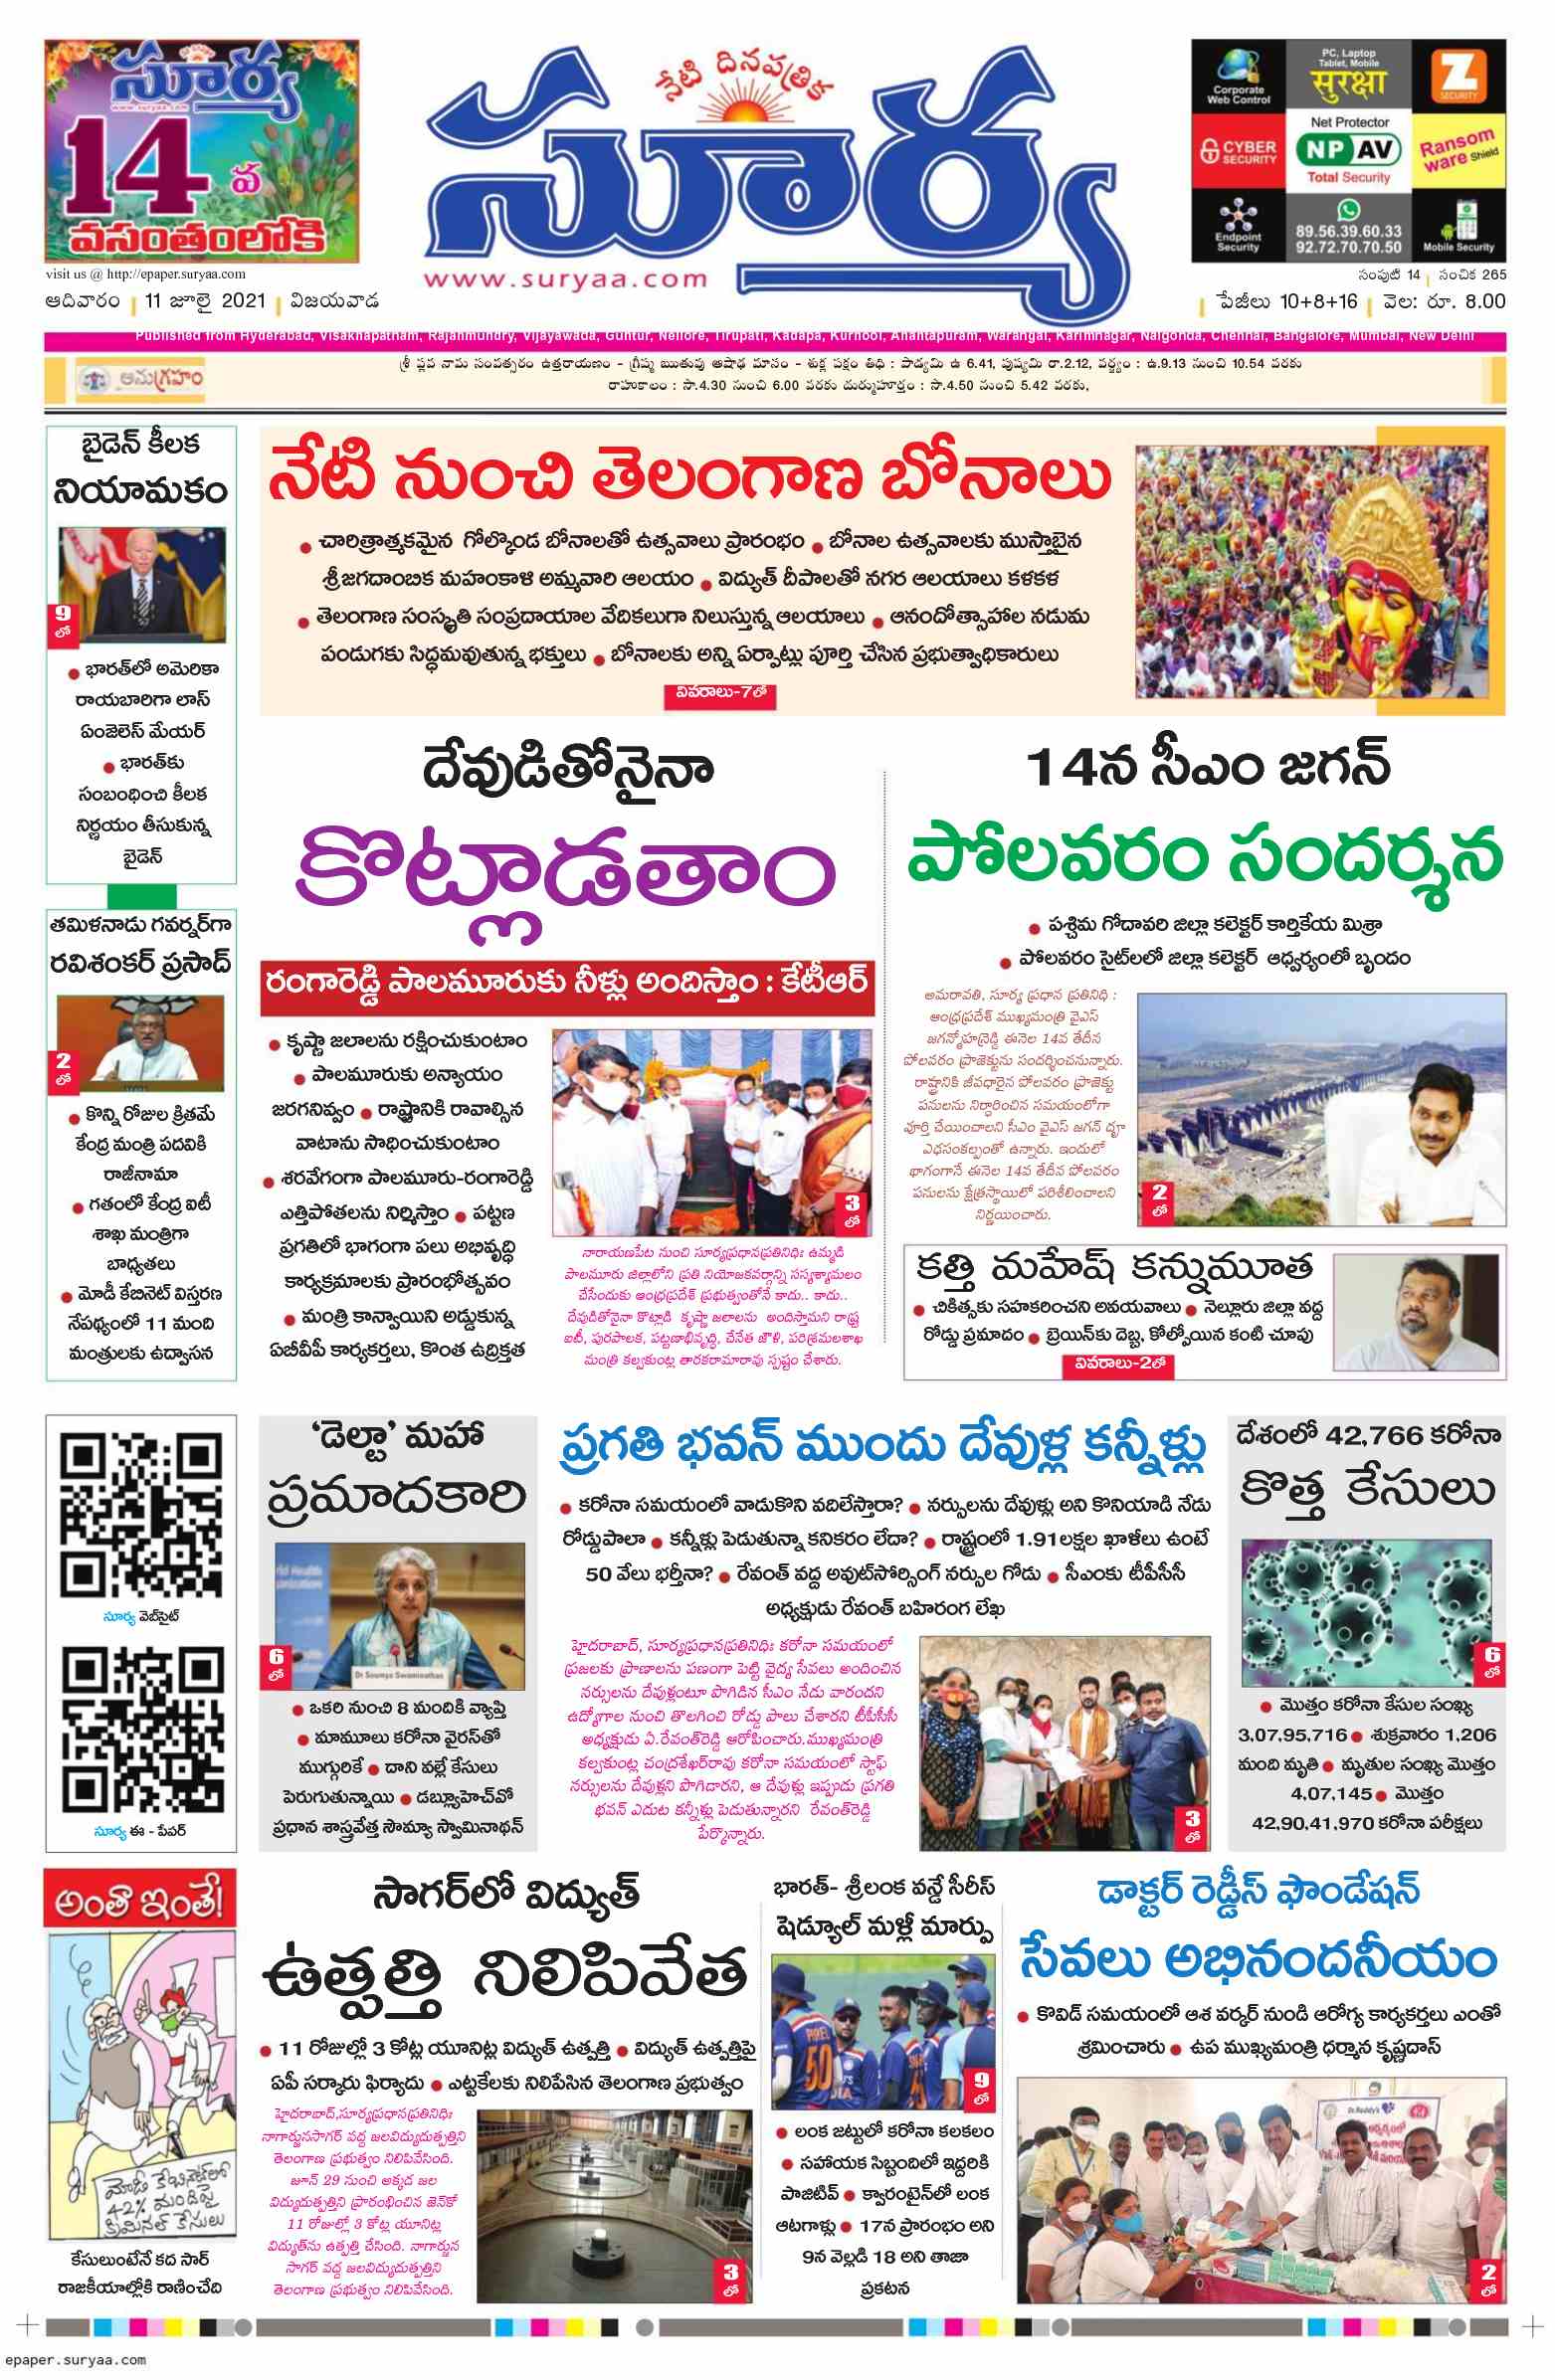 సూర్య
www.suryaa.com
14 వ
వసంతంలోకి
visit us @ http://epaper.suryaa.com
ఆదివారం | 11 జూలై 2021 | విజయవాడ
నేటి దినపత్రిక
సూర్య
www.suryaa.com
Corporate
Web Control
PC, Laptop
Tablet, Mobile
सुरक्षा
Z
SECURITY
CYBER
SECURITY
Net Protector
NP AV
Total Security
Ransom
ware Shield
Endpoint
Security
89.56.39.60.33
92.72.70.70.50
Mobile Security
సంపుటి 14 | సంచిక 265
పేజీలు 10+8+16 | వెల: రూ. 8.00
Published from Hyderabad, Visakhapatnam, Rajahmundry, Vijayawada, Guntur, Nellore, Tirupati, Kadapa, Kurnool, Anantapuram, Warangal, Karimnagar, Nalgonda, Chennai, Bangalore, Mumbai, New Delhi
అనుగ్రహం
శ్రీ ప్లవ నామ సంవత్సరం ఉత్తరాయణం - గ్రీష్మ ఋతువు ఆషాఢ మాసం - శుక్ల పక్షం తిథి : పాడ్యమి ఉ 6.41, పుష్యమి రా.2.12, వర్జ్యం : ఉ.9.13 నుంచి 10.54 వరకు
రాహుకాలం : సా.4.30 నుంచి 6.00 వరకు దుర్ముహూర్తం : సా.4.50 నుంచి 5.42 వరకు,
బైడెన్ కీలక
నియామకం
9
లో
● భారత్‌లో అమెరికా
రాయబారిగా లాస్
ఏంజెలెస్ మేయర్
● భారత్‌కు
సంబంధించి కీలక
నిర్ణయం తీసుకున్న
బైడెన్
తమిళనాడు గవర్నర్‌గా
రవిశంకర్ ప్రసాద్
2
లో
● కొన్ని రోజుల క్రితమే
కేంద్ర మంత్రి పదవికి
రాజీనామా
● గతంలో కేంద్ర ఐటీ
శాఖ మంత్రిగా
బాధ్యతలు
● మోడీ కేబినెట్ విస్తరణ
నేపథ్యంలో 11 మంది
మంత్రులకు ఉద్వాసన
నేటి నుంచి తెలంగాణ బోనాలు
● చారిత్రాత్మకమైన గోల్కొండ బోనాలతో ఉత్సవాలు ప్రారంభం ● బోనాల ఉత్సవాలకు ముస్తాబైన
శ్రీజగదాంబిక మహంకాళి అమ్మవారి ఆలయం ● విద్యుత్ దీపాలతో నగర ఆలయాలు కళకళ
● తెలంగాణ సంస్కృతి సంప్రదాయాల వేదికలుగా నిలుస్తున్న ఆలయాలు ● ఆనందోత్సాహాల నడుమ
పండుగకు సిద్ధమవుతున్న భక్తులు ● బోనాలకు అన్ని ఏర్పాట్లు పూర్తి చేసిన ప్రభుత్వాధికారులు
వివరాలు-7లో
దేవుడితోనైనా
కొట్లాడతాం
రంగారెడ్డి పాలమూరుకు నీళ్లు అందిస్తాం : కేటీఆర్
● కృష్ణా జలాలను రక్షించుకుంటాం
● పాలమూరుకు అన్యాయం
జరగనివ్వం ● రాష్ట్రానికి రావాల్సిన
వాటాను సాధించుకుంటాం
● శరవేగంగా పాలమూరు-రంగారెడ్డి
ఎత్తిపోతలను నిర్మిస్తాం ● పట్టణ
ప్రగతిలో భాగంగా పలు అభివృద్ధి
కార్యక్రమాలకు ప్రారంభోత్సవం
● మంత్రి కాన్వాయిని అడ్డుకున్న
ఏబీవీపీ కార్యకర్తలు, కొంత ఉద్రిక్తత
3
లో
నారాయణపేట నుంచి సూర్యప్రధానప్రతినిధిః ఉమ్మడి
పాలమూరు జిల్లాలోని ప్రతి నియోజకవర్గాన్ని సస్యశ్యామలం
చేసేందుకు ఆంధ్రప్రదేశ్ ప్రభుత్వంతోనే కాదు.. కాదు..
దేవుడితోనైనా కొట్లాడి కృష్ణా జలాలను అందిస్తామని రాష్ట్ర
ఐటీ, పురపాలక, పట్టణాభివృద్ధి, చేనేత జౌళి, పరిశ్రమలశాఖ
మంత్రి కల్వకుంట్ల తారకరామారావు స్పష్టం చేశారు.
14న సీఎం జగన్
పోలవరం సందర్శన
● పశ్చిమ గోదావరి జిల్లా కలెక్టర్ కార్తికేయ మిశ్రా
● పోలవరం సైట్‌లలో జిల్లా కలెక్టర్ ఆధ్వర్యంలో బృందం
అమరావతి, సూర్య ప్రధాన ప్రతినిధి :
ఆంధ్రప్రదేశ్ ముఖ్యమంత్రి వైఎస్
జగన్మోహన్‌రెడ్డి ఈనెల 14వ తేదీన
పోలవరం ప్రాజెక్టును సందర్శించనున్నారు.
రాష్ట్రానికి జీవధారైన పోలవరం ప్రాజెక్టు
పనులను నిర్ధారించిన సమయంలోగా
పూర్తి చేయించాలని సీఎం వైఎస్ జగన్ దృ
ఎధసంకల్పంతో ఉన్నారు. ఇందులో
భాగంగానే ఈనెల 14వ తేదీన పోలవరం
పనులను క్షేత్రస్థాయిలో పరిశీలించాలని
నిర్ణయించారు.
2
లో
కత్తి మహేష్ కన్నుమూత
● చికిత్సకు సహకరించని అవయవాలు ● నెల్లూరు జిల్లా వద్ద
రోడ్డు ప్రమాదం ● బ్రెయిన్‌కు దెబ్బ, కోల్పోయిన కంటి చూపు
వివరాలు-2లో
సూర్య వెబ్‌సైట్
సూర్య ఈ - పేపర్
‘డెల్టా’ మహా
ప్రమాదకారి
Dr Soumya Swaminathan
6
లో
● ఒకరి నుంచి 8 మందికి వ్యాప్తి
● మామూలు కరోనా వైరస్‌తో
ముగ్గురికే ● దాని వల్లే కేసులు
పెరుగుతున్నాయి ● డబ్ల్యూహెచ్‌వో
ప్రధాన శాస్త్రవేత్త సౌమ్యా స్వామినాథన్
ప్రగతి భవన్ ముందు దేవుళ్ల కన్నీళ్లు
● కరోనా సమయంలో వాడుకొని వదిలేస్తారా? ● నర్సులను దేవుళ్లు అని కొనియాడి నేడు
రోడ్డుపాలా ● కన్నీళ్లు పెడుతున్నా కనికరం లేదా? ● రాష్ట్రంలో 1.91లక్షల ఖాళీలు ఉంటే
50 వేలు భర్తీనా? ● రేవంత్ వద్ద అవుట్‌సోర్సింగ్ నర్సుల గోడు ● సీఎంకు టీపీసీసీ
అధ్యక్షుడు రేవంత్ బహిరంగ లేఖ
హైదరాబాద్, సూర్యప్రధానప్రతినిధిః కరోనా సమయంలో
ప్రజలకు ప్రాణాలను పణంగా పెట్టి వైద్య సేవలు అందించిన
నర్సులను దేవుళ్లంటూ పొగిడిన సీఎం నేడు వారందని
ఉద్యోగాల నుంచి తొలగించి రోడ్డు పాలు చేశారని టీపీసీసీ
అధ్యక్షుడు ఏ.రేవంత్‌రెడ్డి ఆరోపించారు.ముఖ్యమంత్రి
కల్వకుంట్ల చంద్రశేఖర్‌రావు కరోనా సమయంలో స్టాఫ్
నర్సులను దేవుళ్లని పొగిడారని, ఆ దేవుళ్లు ఇప్పుడు ప్రగతి
భవన్ ఎదుట కన్నీళ్లు పెడుతున్నారని రేవంత్‌రెడ్డి
పేర్కొన్నారు.
3
లో
దేశంలో 42,766 కరోనా
కొత్త కేసులు
6
లో
● మొత్తం కరోనా కేసుల సంఖ్య
3,07,95,716 ● శుక్రవారం 1,206
మంది మృతి ● మృతుల సంఖ్య మొత్తం
4,07,145 ● మొత్తం
42,90,41,970 కరోనా పరీక్షలు
అంతా ఇంతే!
మోడీ కేబినెట్‌లో
42% మందిపై
క్రిమినల్ కేసులు
కేసులుంటేనే కద సార్
రాజకీయాల్లోకి రాణించేది
సాగర్‌లో విద్యుత్
ఉత్పత్తి నిలిపివేత
● 11 రోజుల్లో 3 కోట్ల యూనిట్ల విద్యుత్ ఉత్పత్తి ● విద్యుత్ ఉత్పత్తిపై
ఏపీ సర్కారు ఫిర్యాదు ● ఎట్టకేలకు నిలిపేసిన తెలంగాణ ప్రభుత్వం
హైదరాబాద్,సూర్యప్రధానప్రతినిధిః
నాగార్జునసాగర్ వద్ద జలవిద్యుదుత్పత్తిని
తెలంగాణ ప్రభుత్వం నిలిపివేసింది.
జూన్ 29 నుంచి అక్కడ జల
విద్యుదుత్పత్తిని ప్రారంభించిన జెన్‌కో
11 రోజుల్లో 3 కోట్ల యూనిట్ల
విద్యుత్‌ను ఉత్పత్తి చేసింది. నాగార్జున
సాగర్ వద్ద జలవిద్యుదుత్పత్తిని
తెలంగాణ ప్రభుత్వం నిలిపివేసింది.
3
లో
భారత్- శ్రీలంక వన్డే సిరీస్
షెడ్యూల్ మళ్లీ మార్పు
50
9
లో
● లంక జట్టులో కరోనా కలకలం
● సహాయక సిబ్బందిలో ఇద్దరికి
పాజిటివ్ ● క్వారంటైన్‌లో లంక
ఆటగాళ్లు ● 17న ప్రారంభం అని
9న వెల్లడి 18 అని తాజా
ప్రకటన
డాక్టర్ రెడ్డీస్ ఫౌండేషన్
సేవలు అభినందనీయం
● కొవిడ్ సమయంలో ఆశ వర్కర్ నుండి ఆరోగ్య కార్యకర్తలు ఎంతో
శ్రమించారు ● ఉప ముఖ్యమంత్రి ధర్మాన కృష్ణదాస్
Dr.Reddy's
2
లో
epaper.suryaa.com